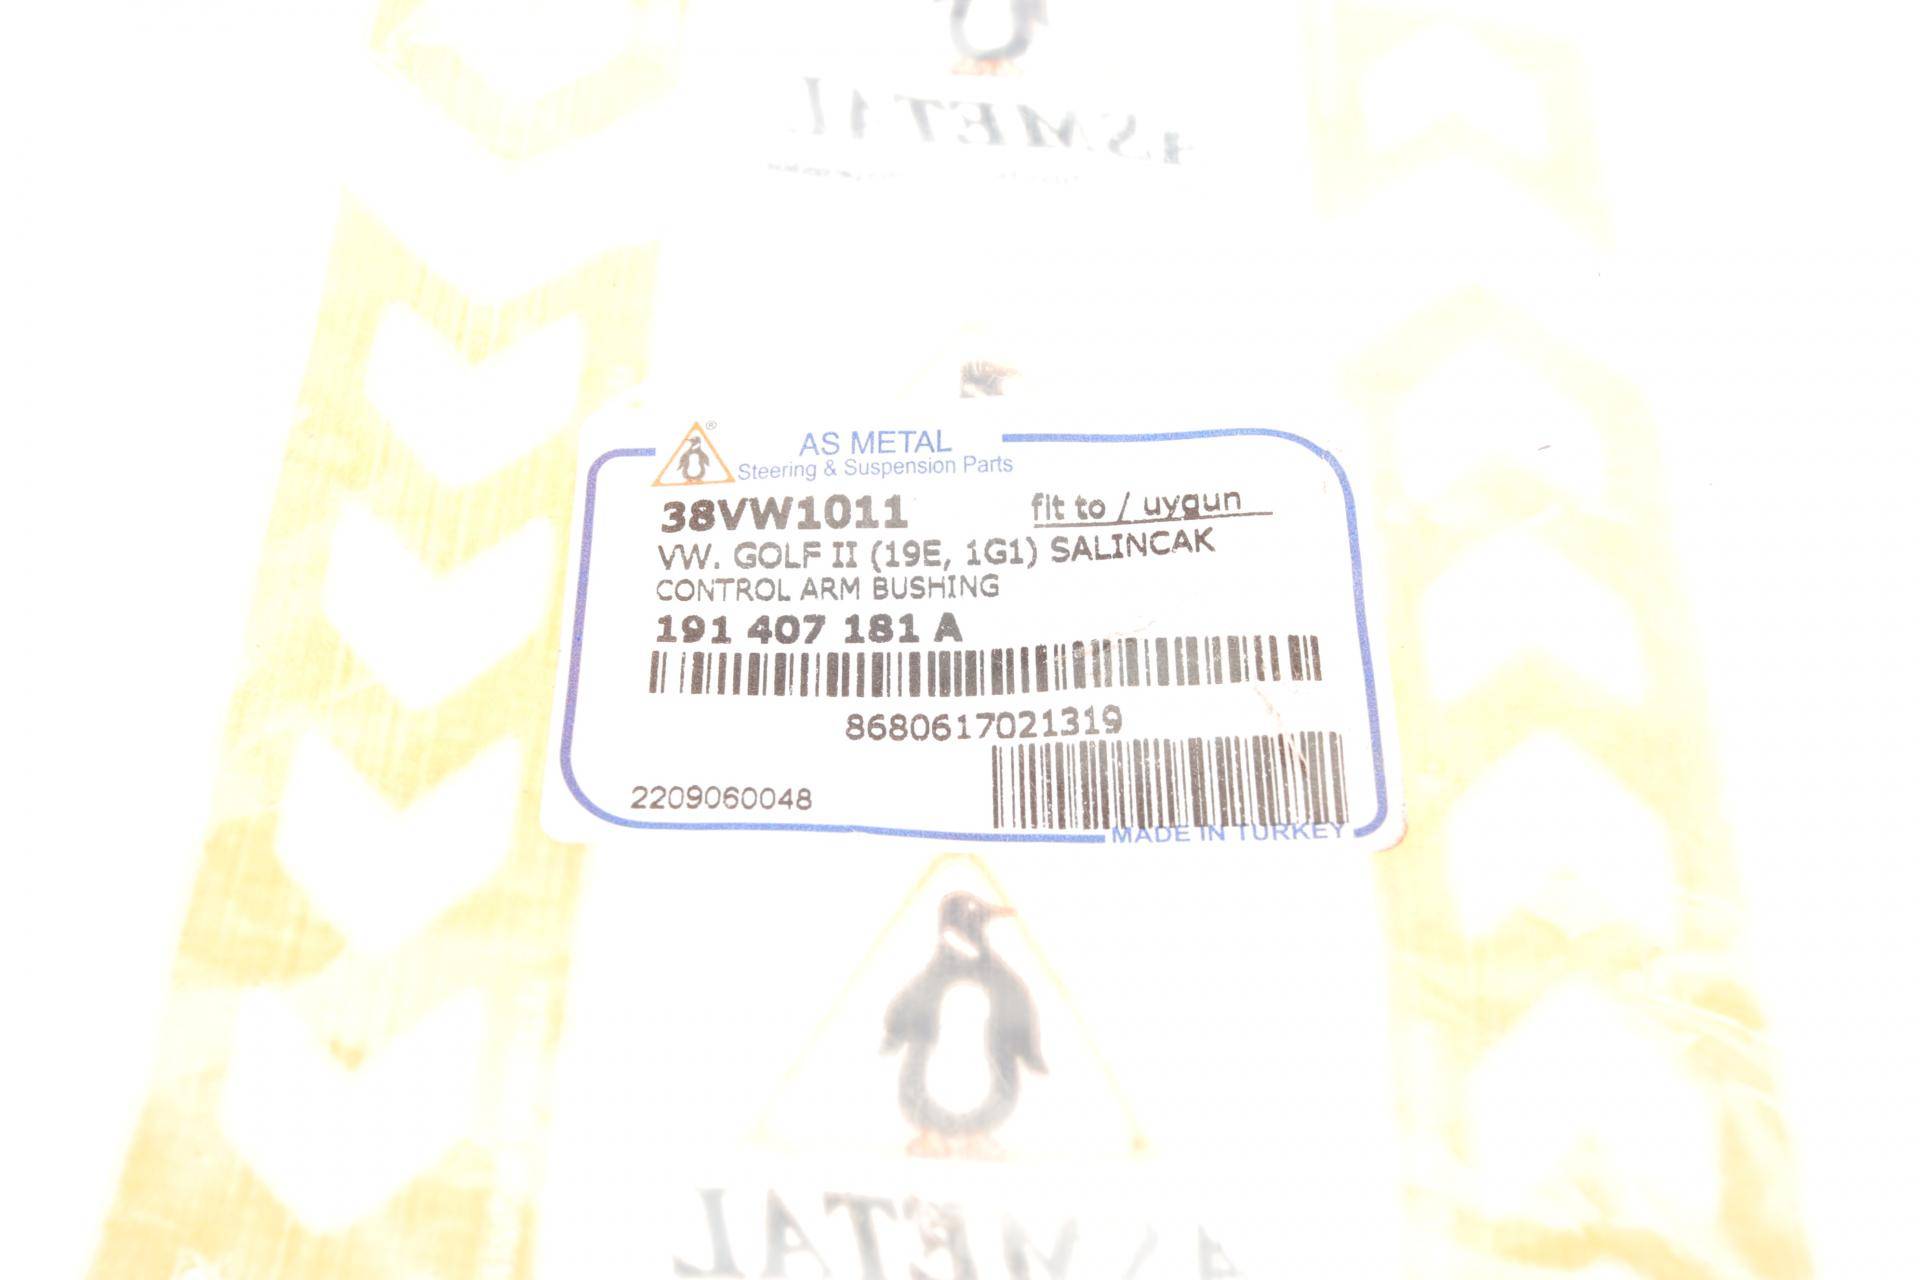 ASMETAL
®
AS METAL
Steering & Suspension Parts
38VW1011 fit to / uygun
VW. GOLF II (19E, 1G1) SALINCAK
CONTROL ARM BUSHING
191 407 181 A
8680617021319
2209060048
MADE IN TURKEY
ASMETAL